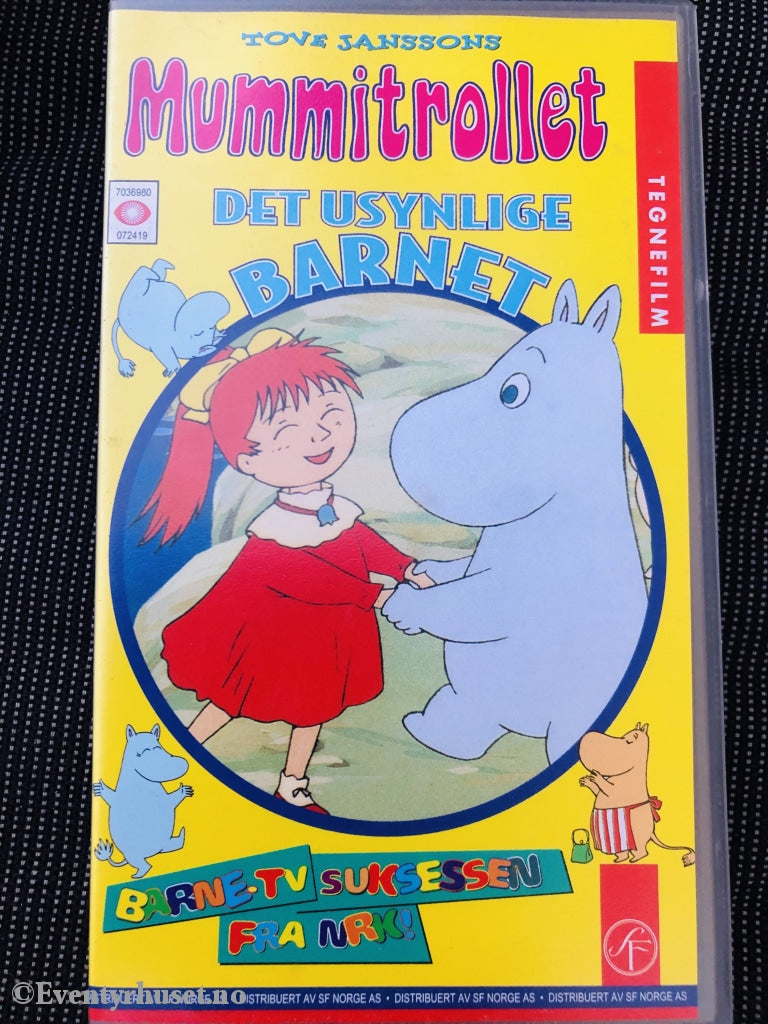 TOVE JANSSONS
Mummitrollet
7036980
072419
DET USYNLIGE
BARNET
TEGNEFILM
BARNE-TV SUKSESSEN
FRA NRK!
SF
©Eventyrhuset.no
DISTRIBUERT AV SF NORGE AS • DISTRIBUERT AV SF NORGE AS • DISTRIBUERT AV SF NORGE AS